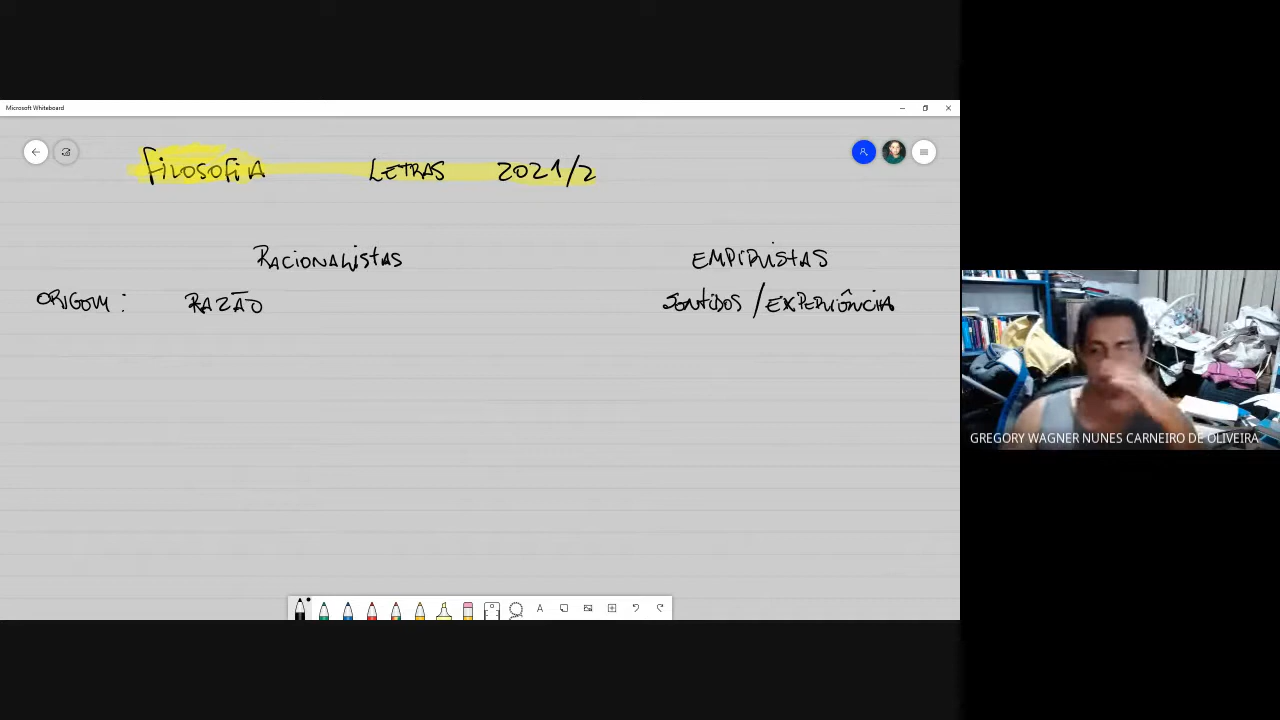 Microsoft Whiteboard
FILOSOFIA LETRAS 2021/2
RACIONALISTAS EMPIRISTAS
ORIGEM: RAZÃO SENTIDOS / EXPERIÊNCIA
GREGORY WAGNER NUNES CARNEIRO DE OLIVEIRA